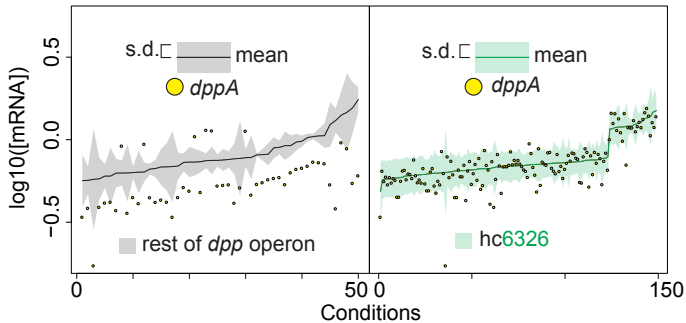 log10([mRNA])
0.5
0.0
−0.5
s.d.
mean
dppA
rest of dpp operon
0
50
s.d.
mean
dppA
hc6326
0
150
Conditions